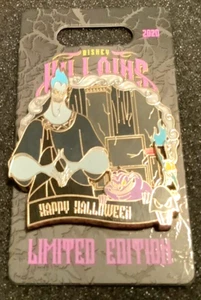 2020
DISNEY
VILLAINS
HAPPY HALLOWEEN
LIMITED EDITION